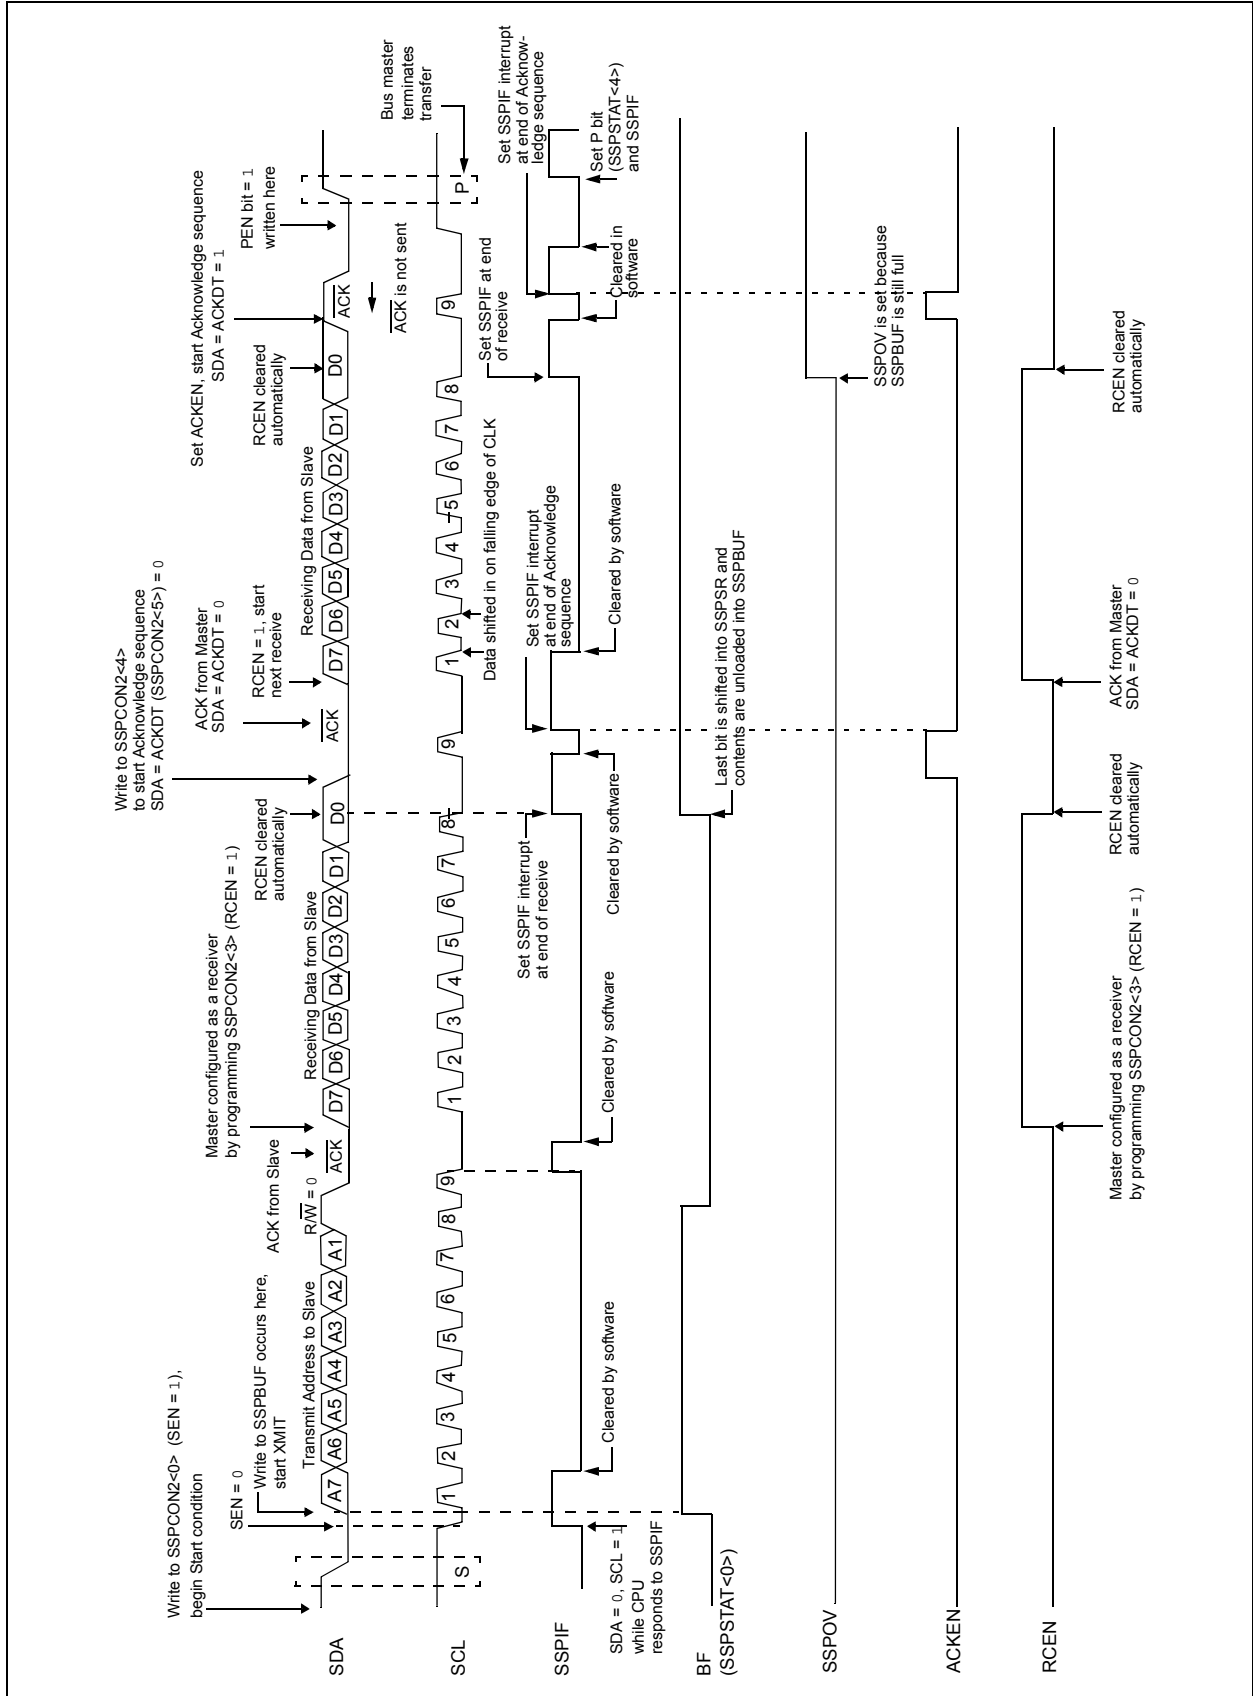 Write to SSPCON2<0> (SEN = 1),
begin Start condition
SEN = 0
Write to SSPBUF occurs here,
start XMIT
Transmit Address to Slave
R/W = 0
ACK from Slave
Master configured as a receiver
by programming SSPCON2<3> (RCEN = 1)
Receiving Data from Slave
RCEN cleared
automatically
Write to SSPCON2<4>
to start Acknowledge sequence
SDA = ACKDT (SSPCON2<5>) = 0
ACK from Master
SDA = ACKDT = 0
RCEN = 1, start
next receive
Receiving Data from Slave
RCEN cleared
automatically
Set ACKEN, start Acknowledge sequence
SDA = ACKDT = 1
PEN bit = 1
written here
SDA
A7 A6 A5 A4 A3 A2 A1
ACK
D7 D6 D5 D4 D3 D2 D1 D0
ACK
D7 D6 D5 D4 D3 D2 D1 D0
ACK
ACK is not sent
Bus master
terminates
transfer
SCL
S
1 2 3 4 5 6 7 8 9
1 2 3 4 5 6 7 8
9
1 2 3 4 5 6 7 8
9
P
Data shifted in on falling edge of CLK
Set SSPIF interrupt
at end of receive
Set SSPIF interrupt
at end of Acknowledge
sequence
Set SSPIF at end
of receive
Set SSPIF interrupt
at end of Acknow-
ledge sequence
SSPIF
SDA = 0, SCL = 1
while CPU
responds to SSPIF
Cleared by software
Cleared by software
Cleared by software
Cleared by software
Cleared in
software
Set P bit
(SSPSTAT<4>)
and SSPIF
BF
(SSPSTAT<0>)
Last bit is shifted into SSPSR and
contents are unloaded into SSPBUF
SSPOV
SSPOV is set because
SSPBUF is still full
ACKEN
RCEN
Master configured as a receiver
by programming SSPCON2<3> (RCEN = 1)
RCEN cleared
automatically
ACK from Master
SDA = ACKDT = 0
RCEN cleared
automatically